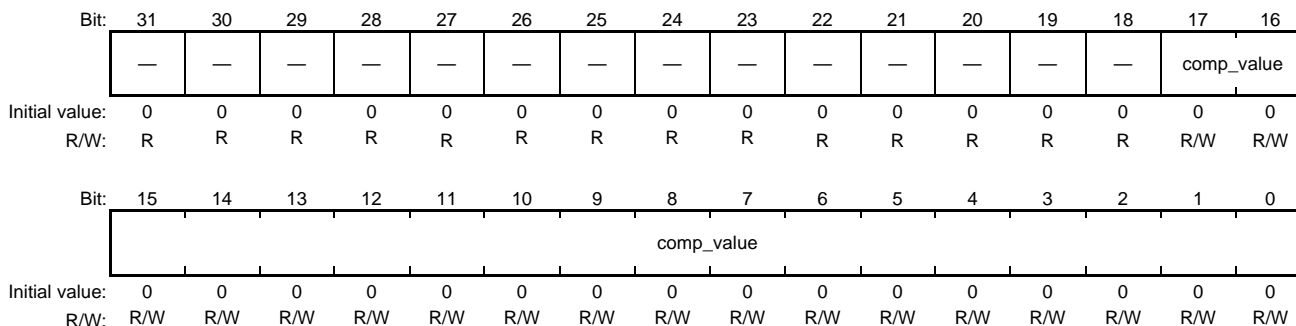 Bit: 31 30 29 28 27 26 25 24 23 22 21 20 19 18 17 16
— — — — — — — — — — — — — — comp_value
Initial value: 0 0 0 0 0 0 0 0 0 0 0 0 0 0 0 0
R/W: R R R R R R R R R R R R R R R/W R/W
Bit: 15 14 13 12 11 10 9 8 7 6 5 4 3 2 1 0
comp_value
Initial value: 0 0 0 0 0 0 0 0 0 0 0 0 0 0 0 0
R/W: R/W R/W R/W R/W R/W R/W R/W R/W R/W R/W R/W R/W R/W R/W R/W R/W